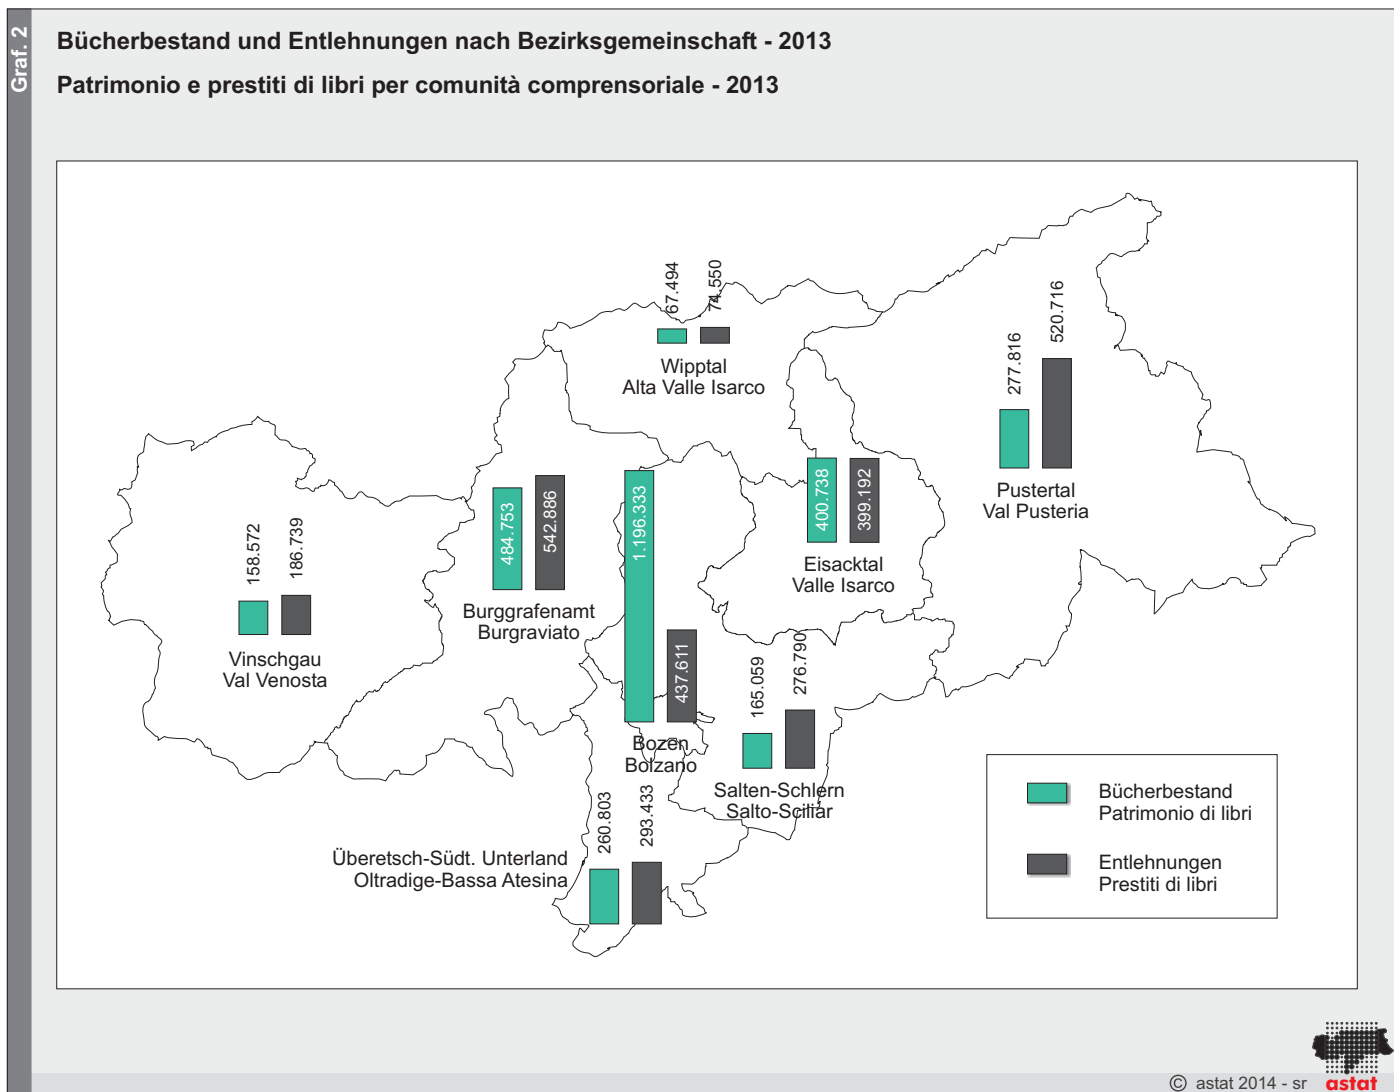 Graf. 2
Bücherbestand und Entlehnungen nach Bezirksgemeinschaft - 2013
Patrimonio e prestiti di libri per comunità comprensoriale - 2013
67.494
74.550
Wipptal
Alta Valle Isarco
277.816
520.716
Pustertal
Val Pusteria
400.738
399.192
Eisacktal
Valle Isarco
484.753
542.886
Burggrafenamt
Burgraviato
158.572
186.739
Vinschgau
Val Venosta
1.196.333
437.611
Bozen
Bolzano
165.059
276.790
Salten-Schlern
Salto-Sciliar
260.803
293.433
Überetsch-Südt. Unterland
Oltradige-Bassa Atesina
Bücherbestand
Patrimonio di libri
Entlehnungen
Prestiti di libri
© astat 2014 - sr
astat